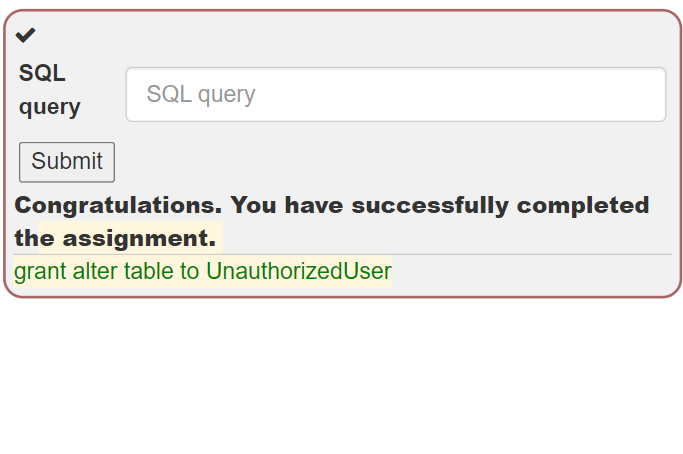 SQL
query
SQL query
Submit
Congratulations. You have successfully completed
the assignment.
grant alter table to UnauthorizedUser